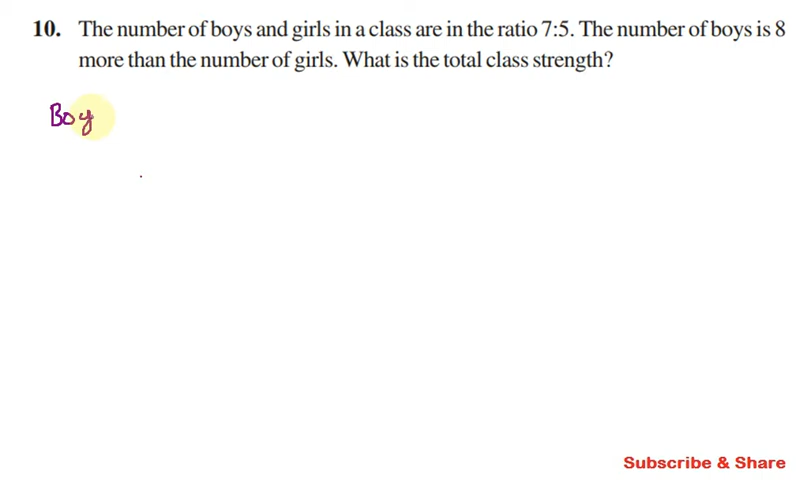 10. The number of boys and girls in a class are in the ratio 7:5. The number of boys is 8
more than the number of girls. What is the total class strength?
Boy
Subscribe & Share